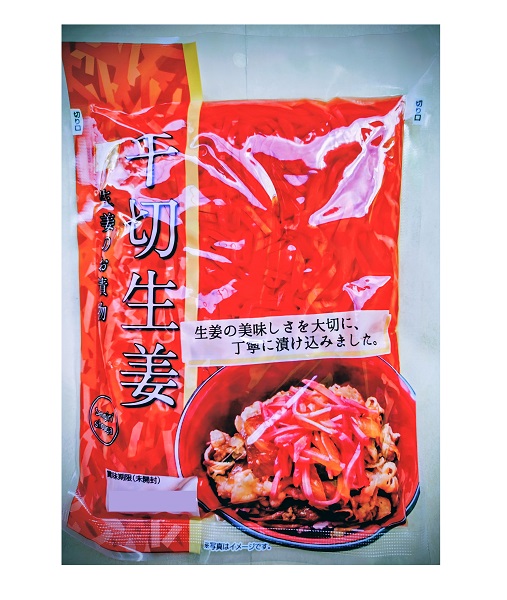 切り口
切り口
千切生姜
生姜のお漬物
生姜の美味しさを大切に、
丁寧に漬け込みました。
賞味期限(未開封)
※写真はイメージです。